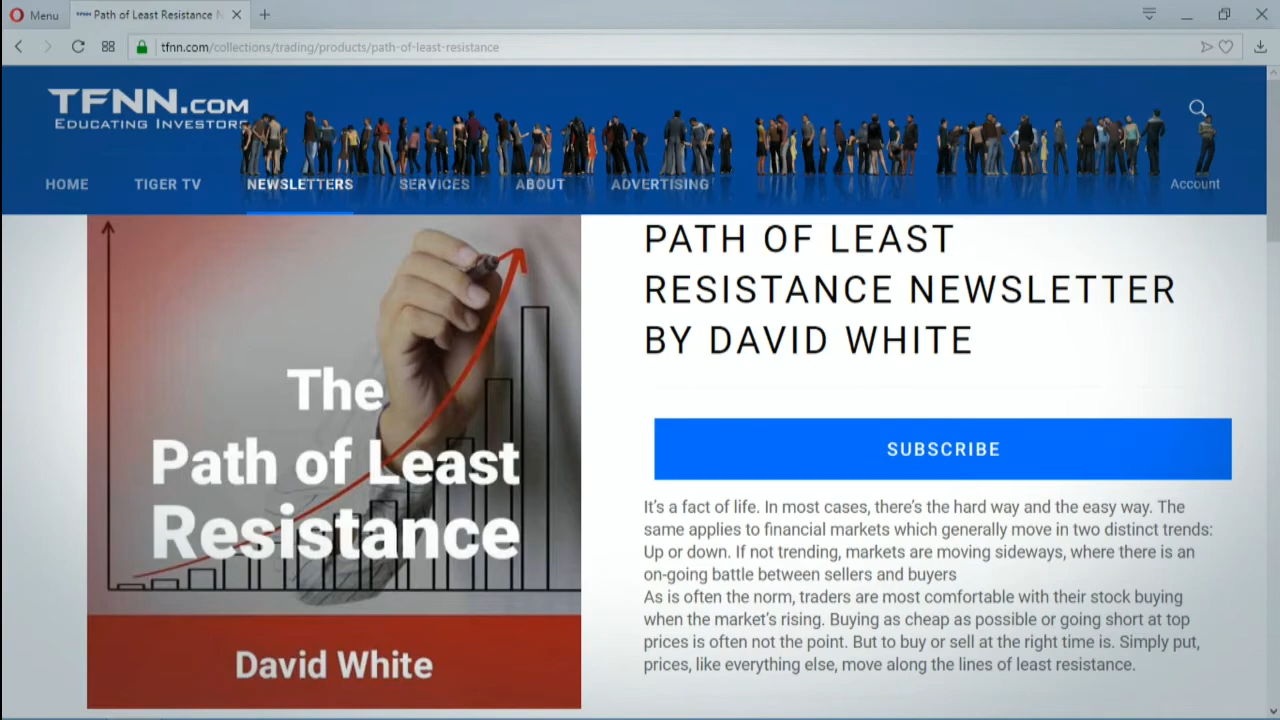 Menu
Path of Least Resistance
tfnn.com/collections/trading/products/path-of-least-resistance
TFNN.COM
EDUCATING INVESTORS
HOME TIGER TV NEWSLETTERS SERVICES ABOUT ADVERTISING Account
PATH OF LEAST
RESISTANCE NEWSLETTER
BY DAVID WHITE
The
Path of Least
Resistance
David White
SUBSCRIBE
It's a fact of life. In most cases, there's the hard way and the easy way. The
same applies to financial markets which generally move in two distinct trends:
Up or down. If not trending, markets are moving sideways, where there is an
on-going battle between sellers and buyers
As is often the norm, traders are most comfortable with their stock buying
when the market's rising. Buying as cheap as possible or going short at top
prices is often not the point. But to buy or sell at the right time is. Simply put,
prices, like everything else, move along the lines of least resistance.